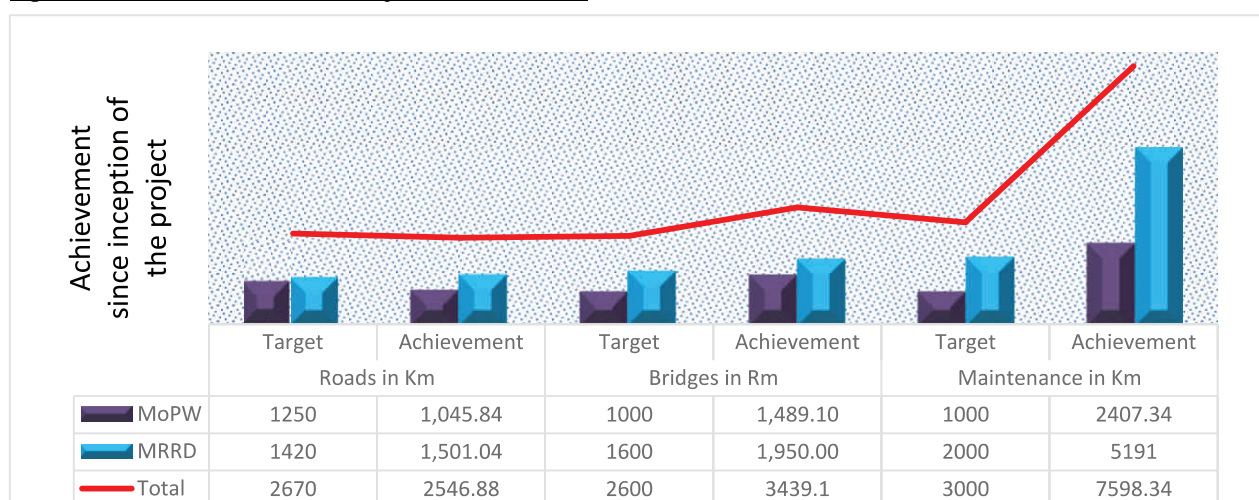 Achievement
since inception of
the project
Target Achievement Target Achievement Target Achievement
Roads in Km Bridges in Rm Maintenance in Km
MoPW 1250 1,045.84 1000 1,489.10 1000 2407.34
MRRD 1420 1,501.04 1600 1,950.00 2000 5191
Total 2670 2546.88 2600 3439.1 3000 7598.34